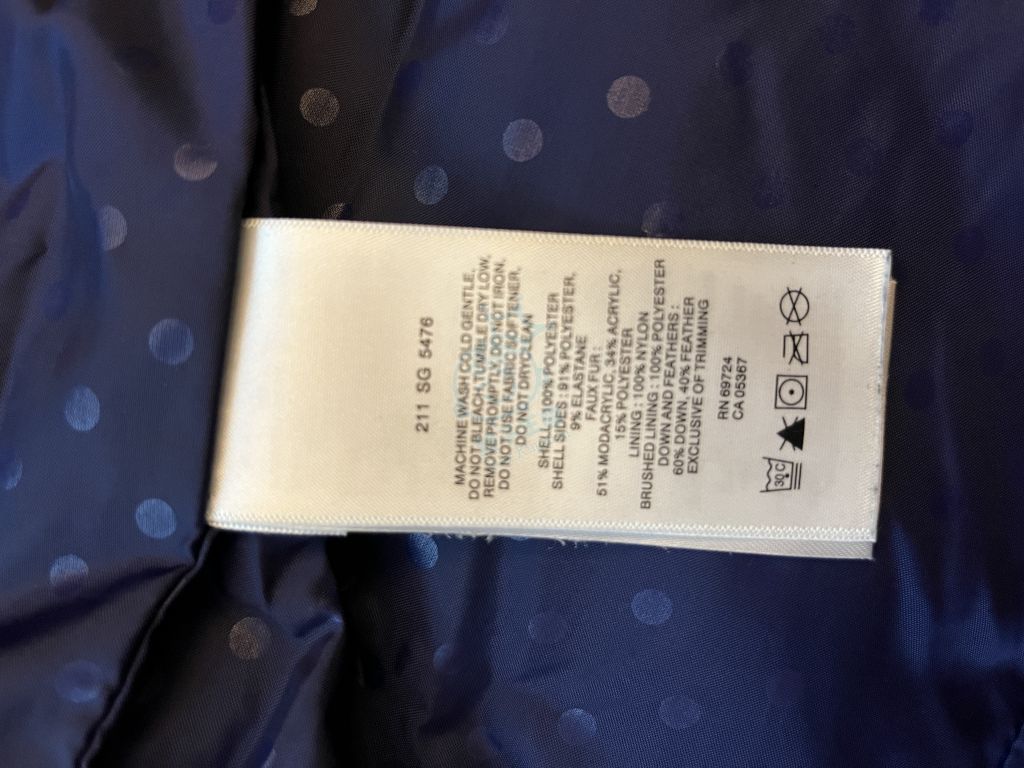 211 SG 5476
MACHINE WASH COLD GENTLE.
DO NOT BLEACH.TUMBLE DRY LOW.
REMOVE PROMPTLY.DO NOT IRON.
DO NOT USE FABRIC SOFTENER.
DO NOT DRYCLEAN
SHELL : 100% POLYESTER
SHELL SIDES : 91% POLYESTER,
9% ELASTANE
FAUX FUR :
51% MODACRYLIC, 34% ACRYLIC,
15% POLYESTER
LINING : 100% NYLON
BRUSHED LINING : 100% POLYESTER
DOWN AND FEATHERS :
60% DOWN, 40% FEATHER
EXCLUSIVE OF TRIMMING
RN 69724
CA 05367
30 C